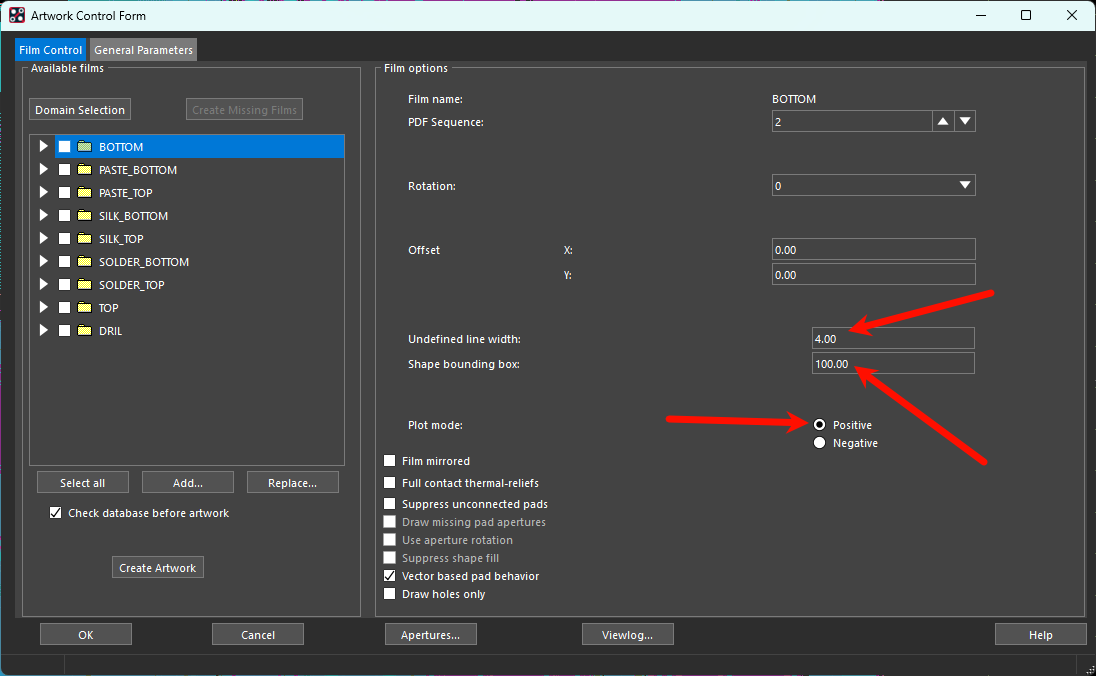 Artwork Control Form
Film Control
General Parameters
Available films
Domain Selection
Create Missing Films
BOTTOM
PASTE_BOTTOM
PASTE_TOP
SILK_BOTTOM
SILK_TOP
SOLDER_BOTTOM
SOLDER_TOP
TOP
DRIL
Select all
Add...
Replace...
Check database before artwork
Create Artwork
Film options
Film name:
BOTTOM
PDF Sequence:
2
Rotation:
0
Offset
X:
0.00
Y:
0.00
Undefined line width:
4.00
Shape bounding box:
100.00
Plot mode:
Positive
Negative
Film mirrored
Full contact thermal-reliefs
Suppress unconnected pads
Draw missing pad apertures
Use aperture rotation
Suppress shape fill
Vector based pad behavior
Draw holes only
OK
Cancel
Apertures...
Viewlog...
Help